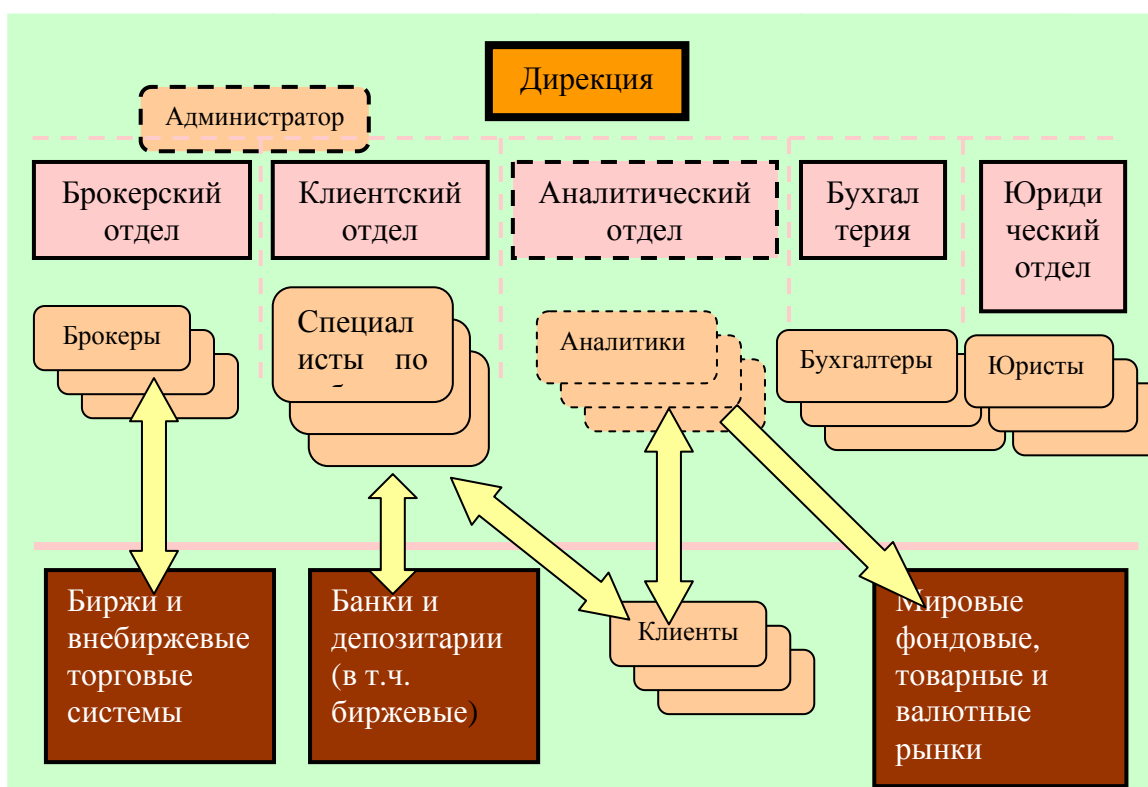 Дирекция
Администратор
Брокерский
отдел
Клиентский
отдел
Аналитический
отдел
Бухгал
терия
Юриди
ческий
отдел
Брокеры
Специал
исты по
Аналитики
Бухгалтеры
Юристы
Биржи и
внебиржевые
торговые
системы
Банки и
депозитарии
(в т.ч.
биржевые)
Клиенты
Мировые
фондовые,
товарные и
валютные
рынки